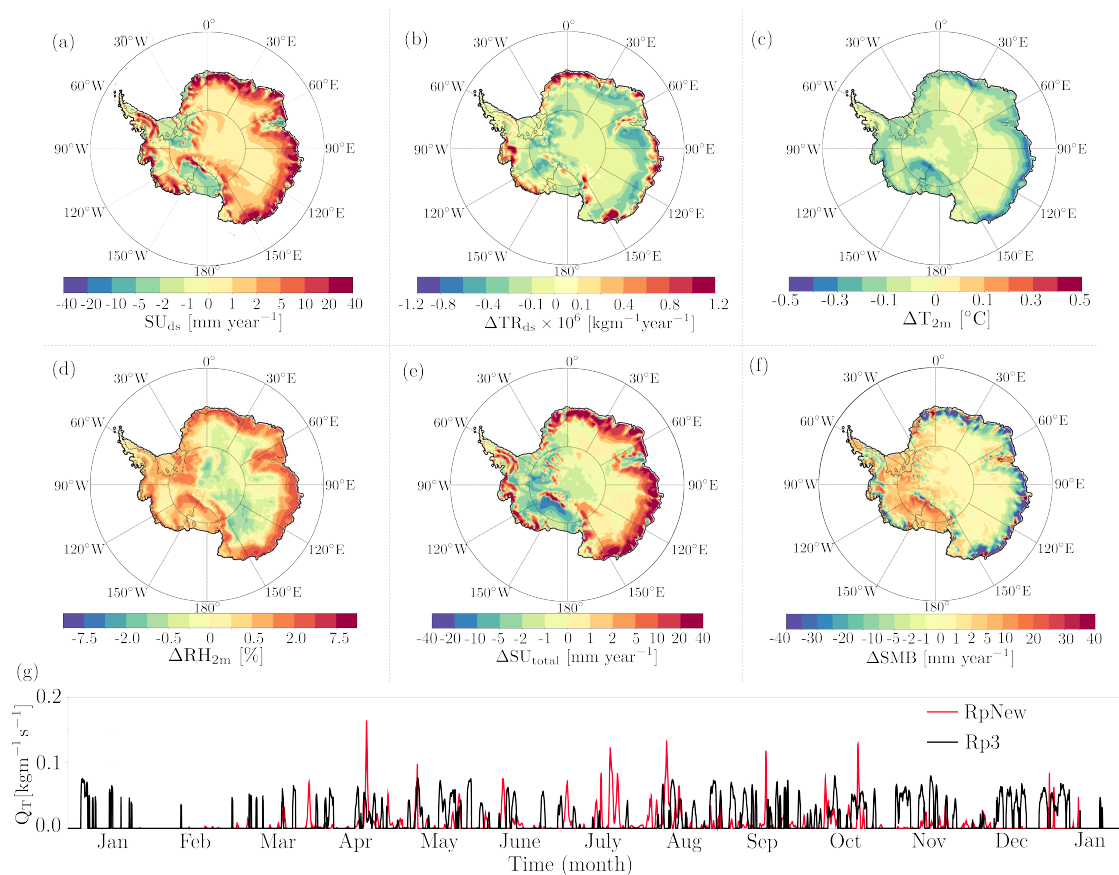 (a)
0°
30°E
60°E
90°E
120°E
150°E
180°
150°W
120°W
90°W
60°W
30°W
-40 -20 -10 -5 -2 -1 0 1 2 5 10 20 40
SU_ds [mm year⁻¹]
(b)
0°
30°E
60°E
90°E
120°E
150°E
180°
150°W
120°W
90°W
60°W
30°W
-1.2 -0.8 -0.4 -0.1 0.1 0.4 0.8 1.2
ΔTR_ds × 10⁶ [kgm⁻¹year⁻¹]
(c)
0°
30°E
60°E
90°E
120°E
150°E
180°
150°W
120°W
90°W
60°W
30°W
-0.5 -0.3 -0.1 0 0.1 0.3 0.5
ΔT_2m [°C]
(d)
0°
30°E
60°E
90°E
120°E
150°E
180°
150°W
120°W
90°W
60°W
30°W
-7.5 -2.0 -0.5 0 0.5 2.0 7.5
ΔRH_2m [%]
(e)
0°
30°E
60°E
90°E
120°E
150°E
180°
150°W
120°W
90°W
60°W
30°W
-40 -20 -10 -5 -2 -1 0 1 2 5 10 20 40
ΔSU_total [mm year⁻¹]
(f)
0°
30°E
60°E
90°E
120°E
150°E
180°
150°W
120°W
90°W
60°W
30°W
-40 -30 -20 -10 -5 -2 -1 1 2 5 10 20 30 40
ΔSMB [mm year⁻¹]
(g)
Q_T [kgm⁻¹s⁻¹]
0.2
0.1
0.0
RpNew
Rp3
Jan Feb Mar Apr May June July Aug Sep Oct Nov Dec Jan
Time (month)